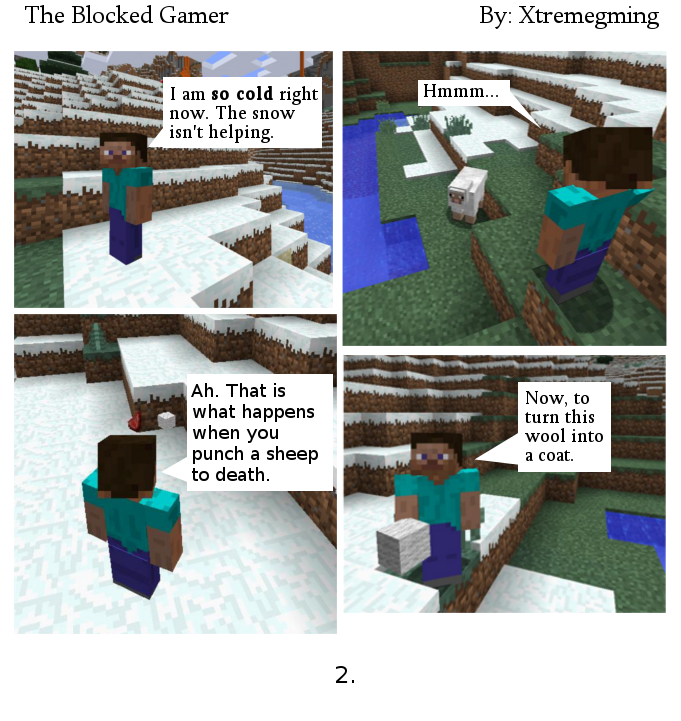 The Blocked Gamer
By: Xtremegming
I am so cold right
now. The snow
isn't helping.
Hmmm...
Ah. That is
what happens
when you
punch a sheep
to death.
Now, to
turn this
wool into
a coat.
2.